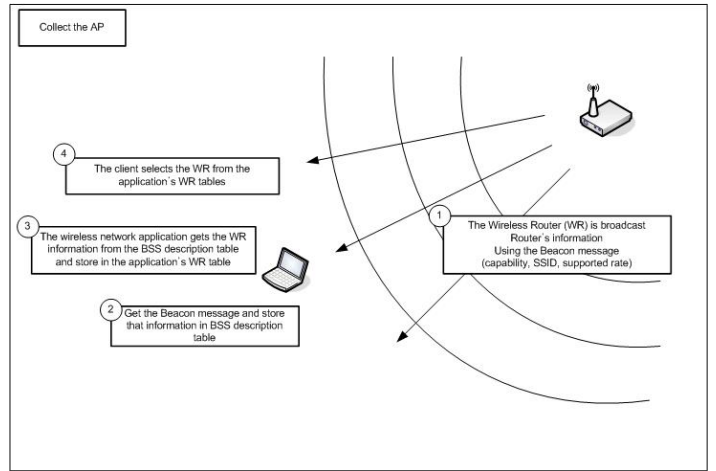 Collect the AP
4
The client selects the WR from the
application`s WR tables
3
The wireless network application gets the WR
information from the BSS description table
and store in the application`s WR table
1
The Wireless Router (WR) is broadcast
Router`s information
Using the Beacon message
(capability, SSID, supported rate)
2
Get the Beacon message and store
that information in BSS description
table